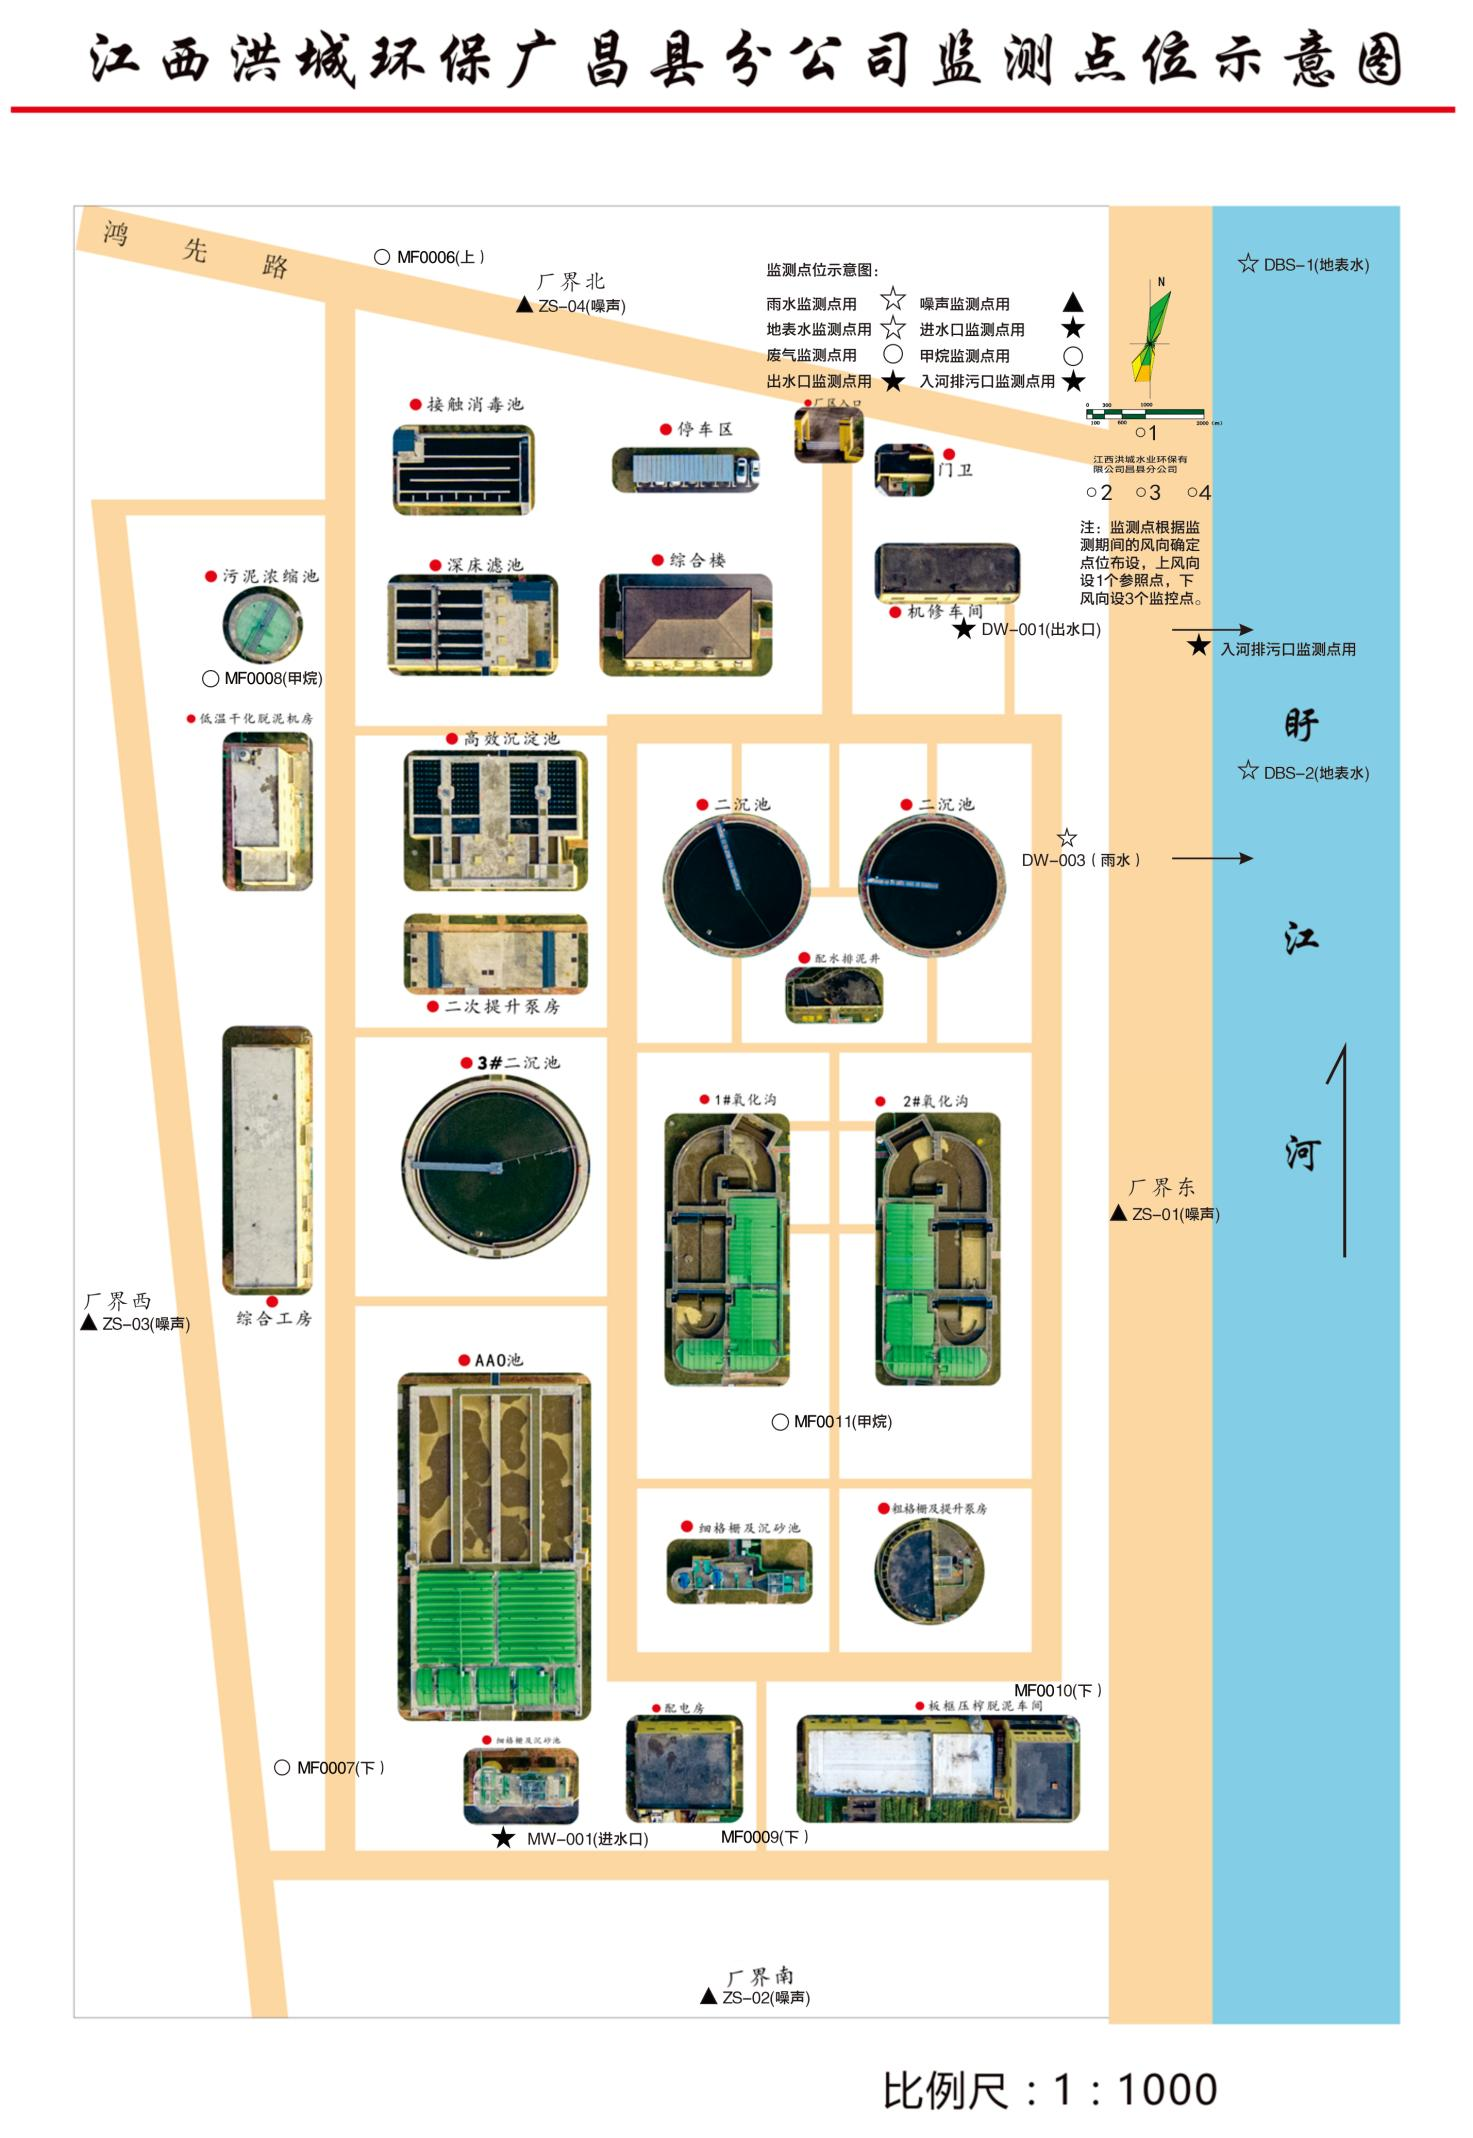 江西洪城环保广昌县分公司监测点位示意图
鸿先路
MF0006(上)
厂界北
ZS-04(噪声)
监测点位示意图:
雨水监测点用 ☆ 噪声监测点用 ▲
地表水监测点用 ☆ 进水口监测点用 ★
废气监测点用 ○ 甲烷监测点用 ○
出水口监测点用 ★ 入河排污口监测点用 ★
DBS-1(地表水)
N
0 300 1000
100 600 2000 (m)
○1
江西洪城水业环保有
限公司昌县分公司
○2 ○3 ○4
注:监测点根据监
测期间的风向确定
点位布设,上风向
设1个参照点,下
风向设3个监控点。
接触消毒池
停车区
厂区入口
门卫
污泥浓缩池
深床滤池
综合楼
机修车间
DW-001(出水口)
入河排污口监测点用
MF0008(甲烷)
低温干化脱泥机房
高效沉淀池
盱
DBS-2(地表水)
二沉池
二沉池
DW-003(雨水)
江
配水排泥井
二次提升泵房
3#二沉池
1#氧化沟
2#氧化沟
河
厂界东
ZS-01(噪声)
厂界西
ZS-03(噪声)
综合工房
AAO池
MF0011(甲烷)
细格栅及沉砂池
粗格栅及提升泵房
MF0010(下)
配电房
板框压榨脱泥车间
细格栅及沉砂池
MF0007(下)
MW-001(进水口)
MF0009(下)
厂界南
ZS-02(噪声)
比例尺:1:1000